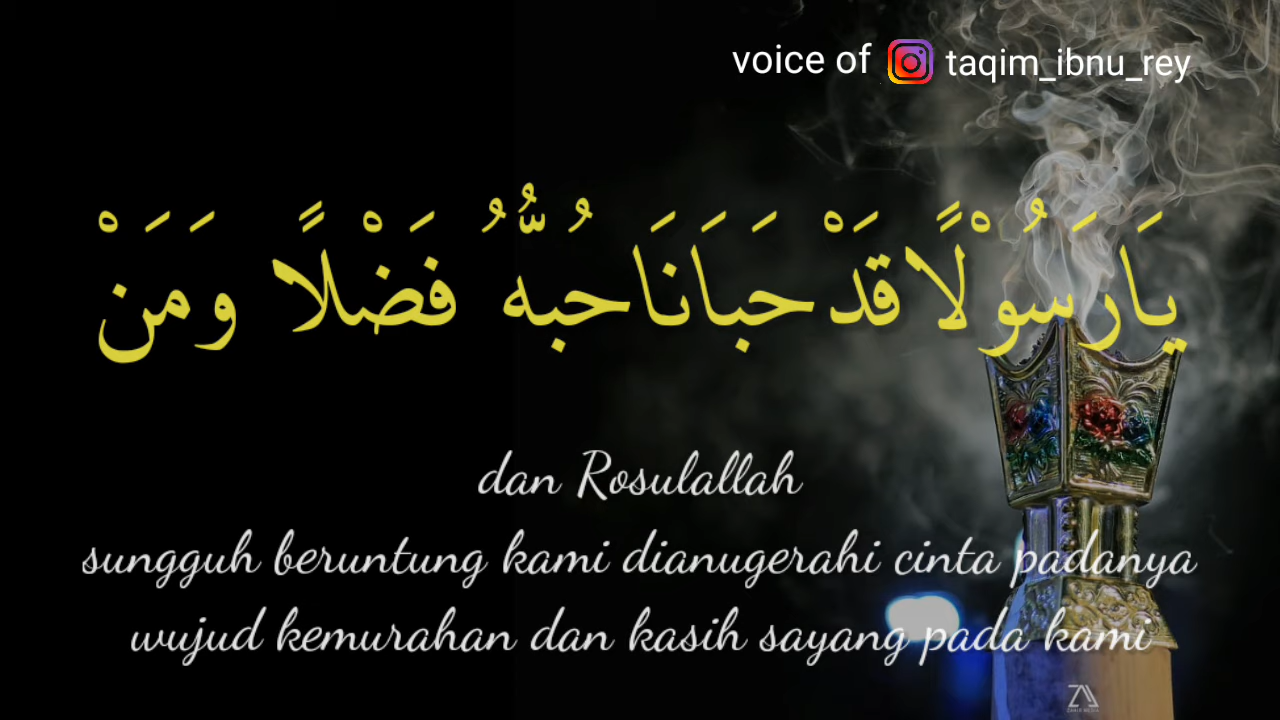 voice of taqim_ibnu_rey
يَارَسُوْلًاقَدْحَبَانَاحُبُّهُ فَضْلًا وَمَنْ
dan Rosulallah
sungguh beruntung kami dianugerahi cinta padanya
wujud kemurahan dan kasih sayang pada kami